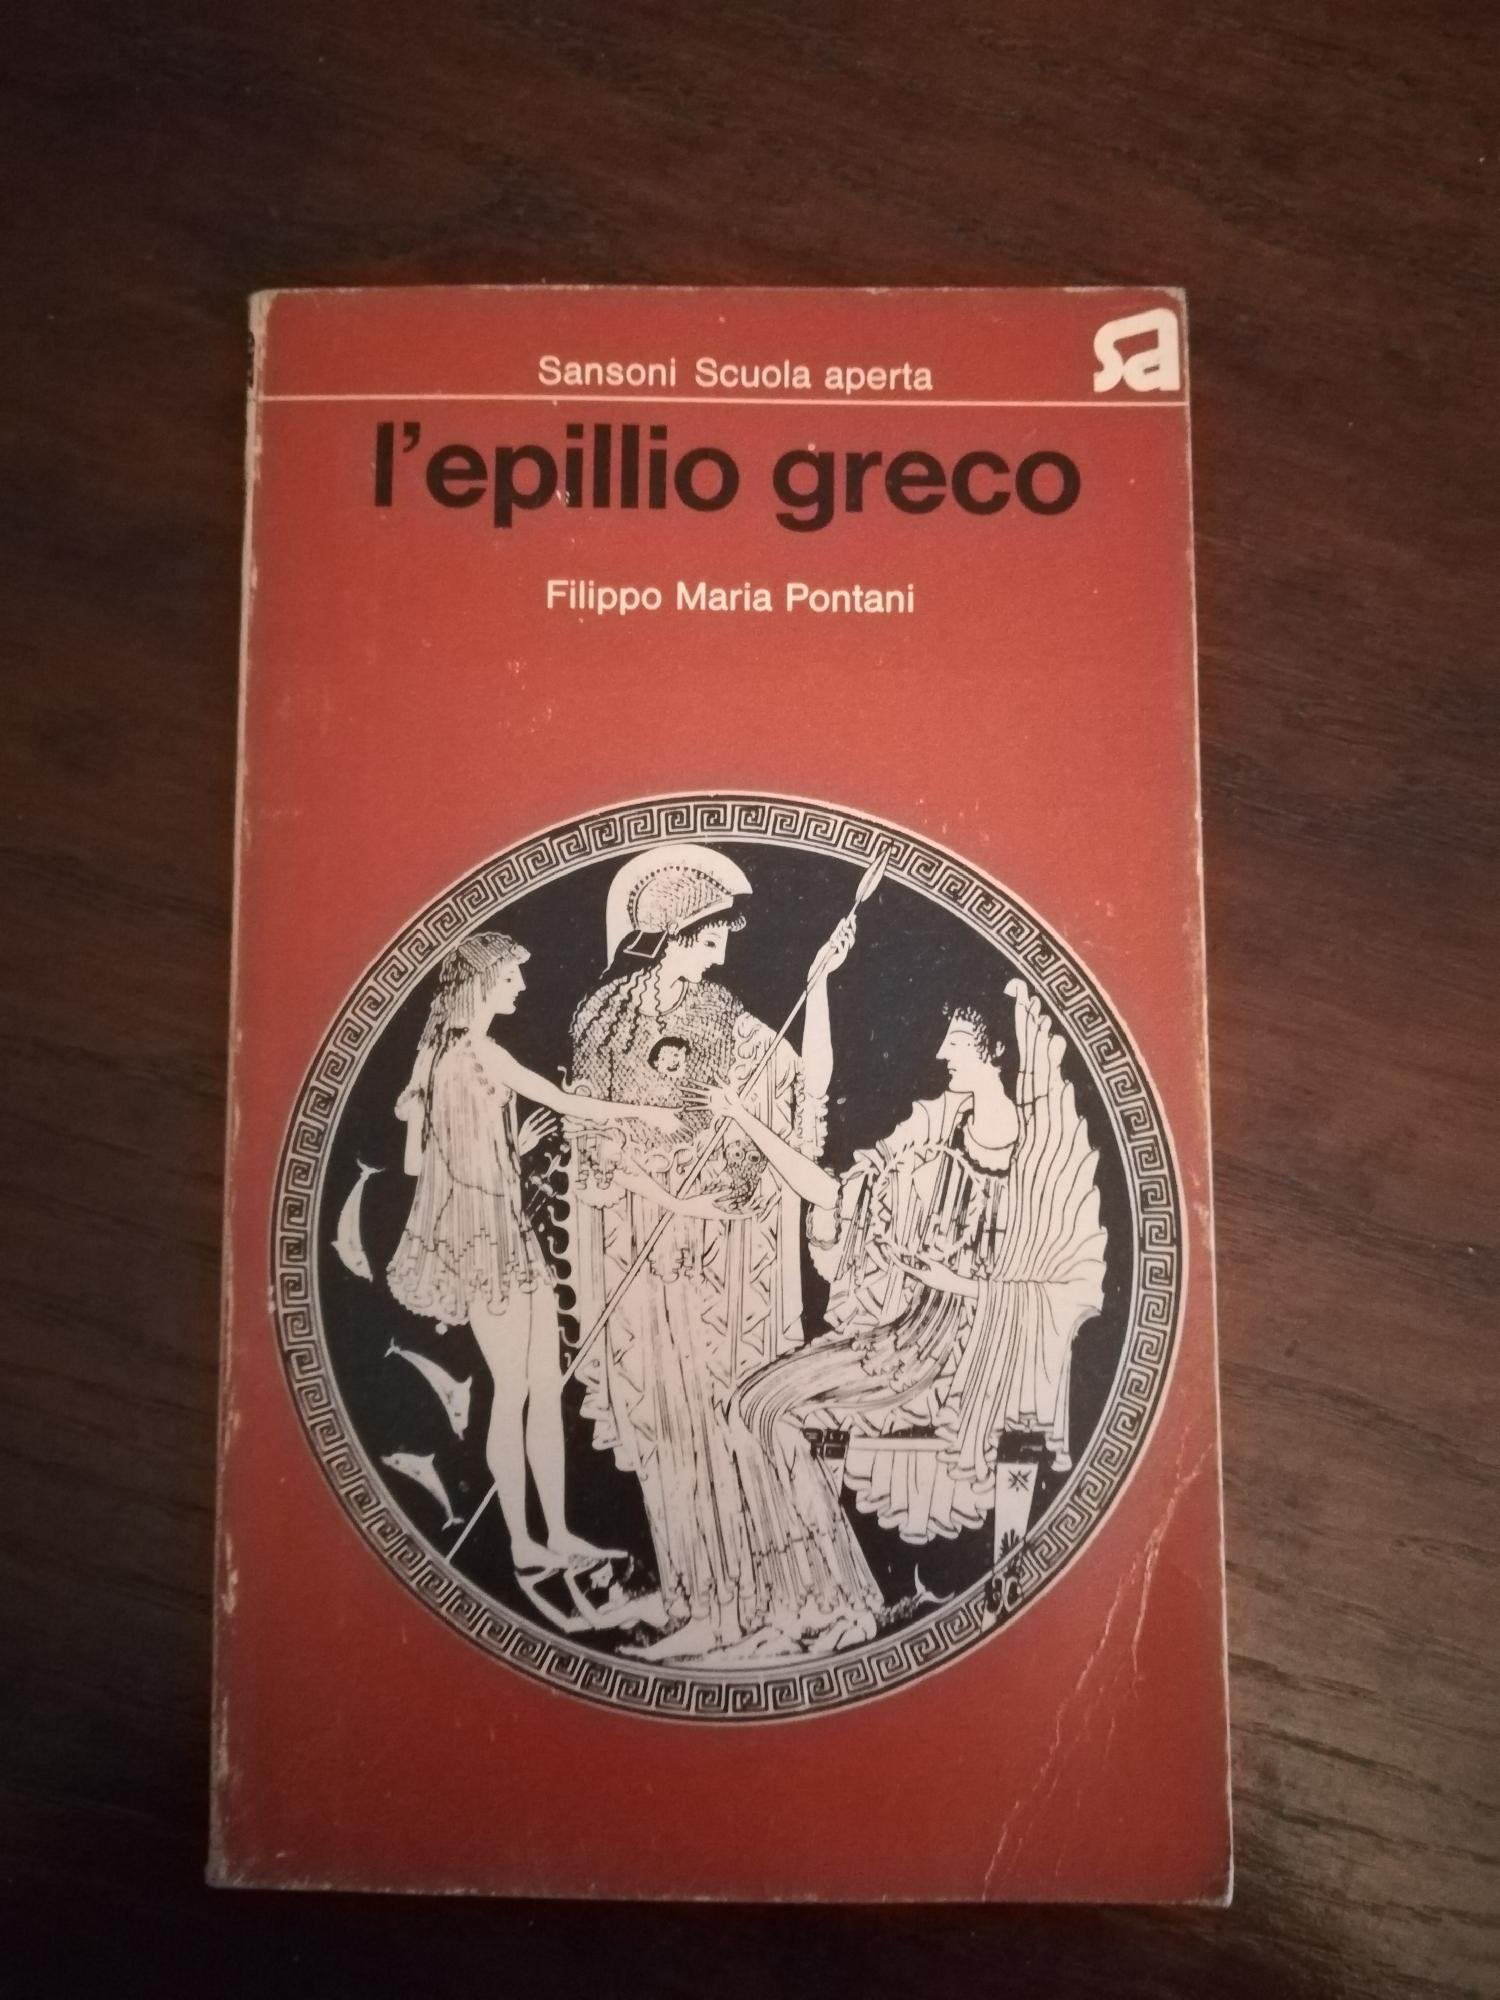 Sansoni Scuola aperta
sa
l'epillio greco
Filippo Maria Pontani